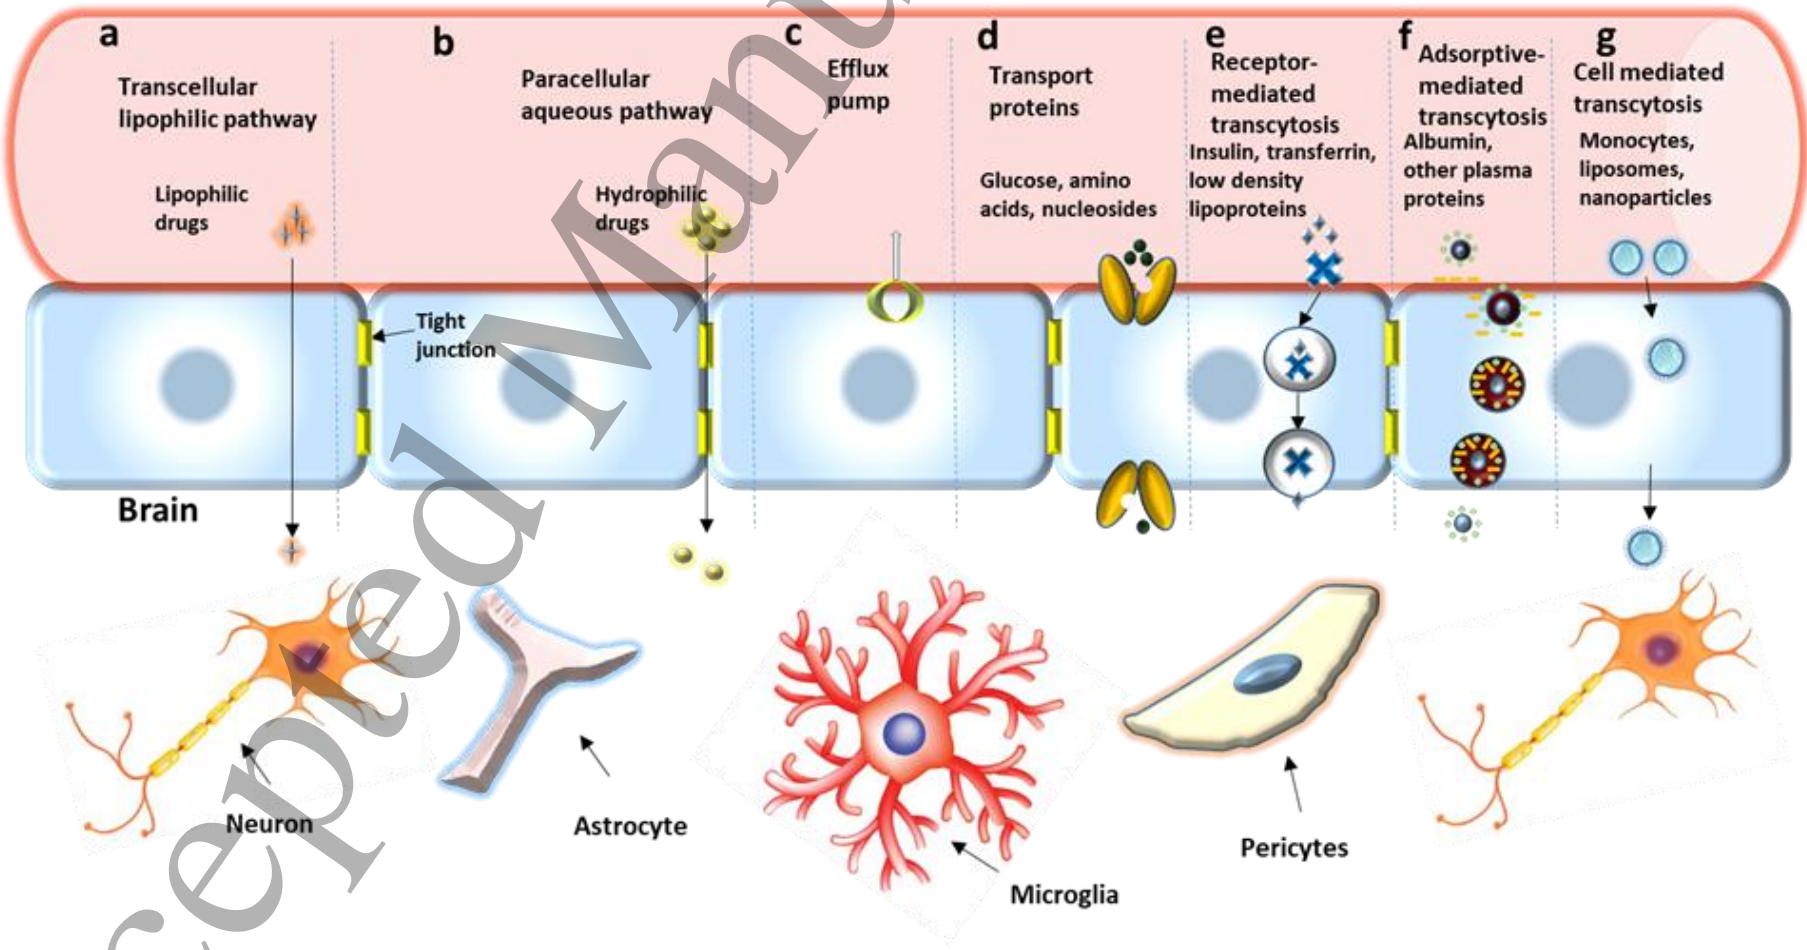 a
Transcellular
lipophilic pathway
Lipophilic
drugs
b
Paracellular
aqueous pathway
Hydrophilic
drugs
c
Efflux
pump
d
Transport
proteins
Glucose, amino
acids, nucleosides
e
Receptor-
mediated
transcytosis
Insulin, transferrin,
low density
lipoproteins
f
Adsorptive-
mediated
transcytosis
Albumin,
other plasma
proteins
g
Cell mediated
transcytosis
Monocytes,
liposomes,
nanoparticles
Tight
junction
Brain
Neuron
Astrocyte
Microglia
Pericytes
cepted Manu